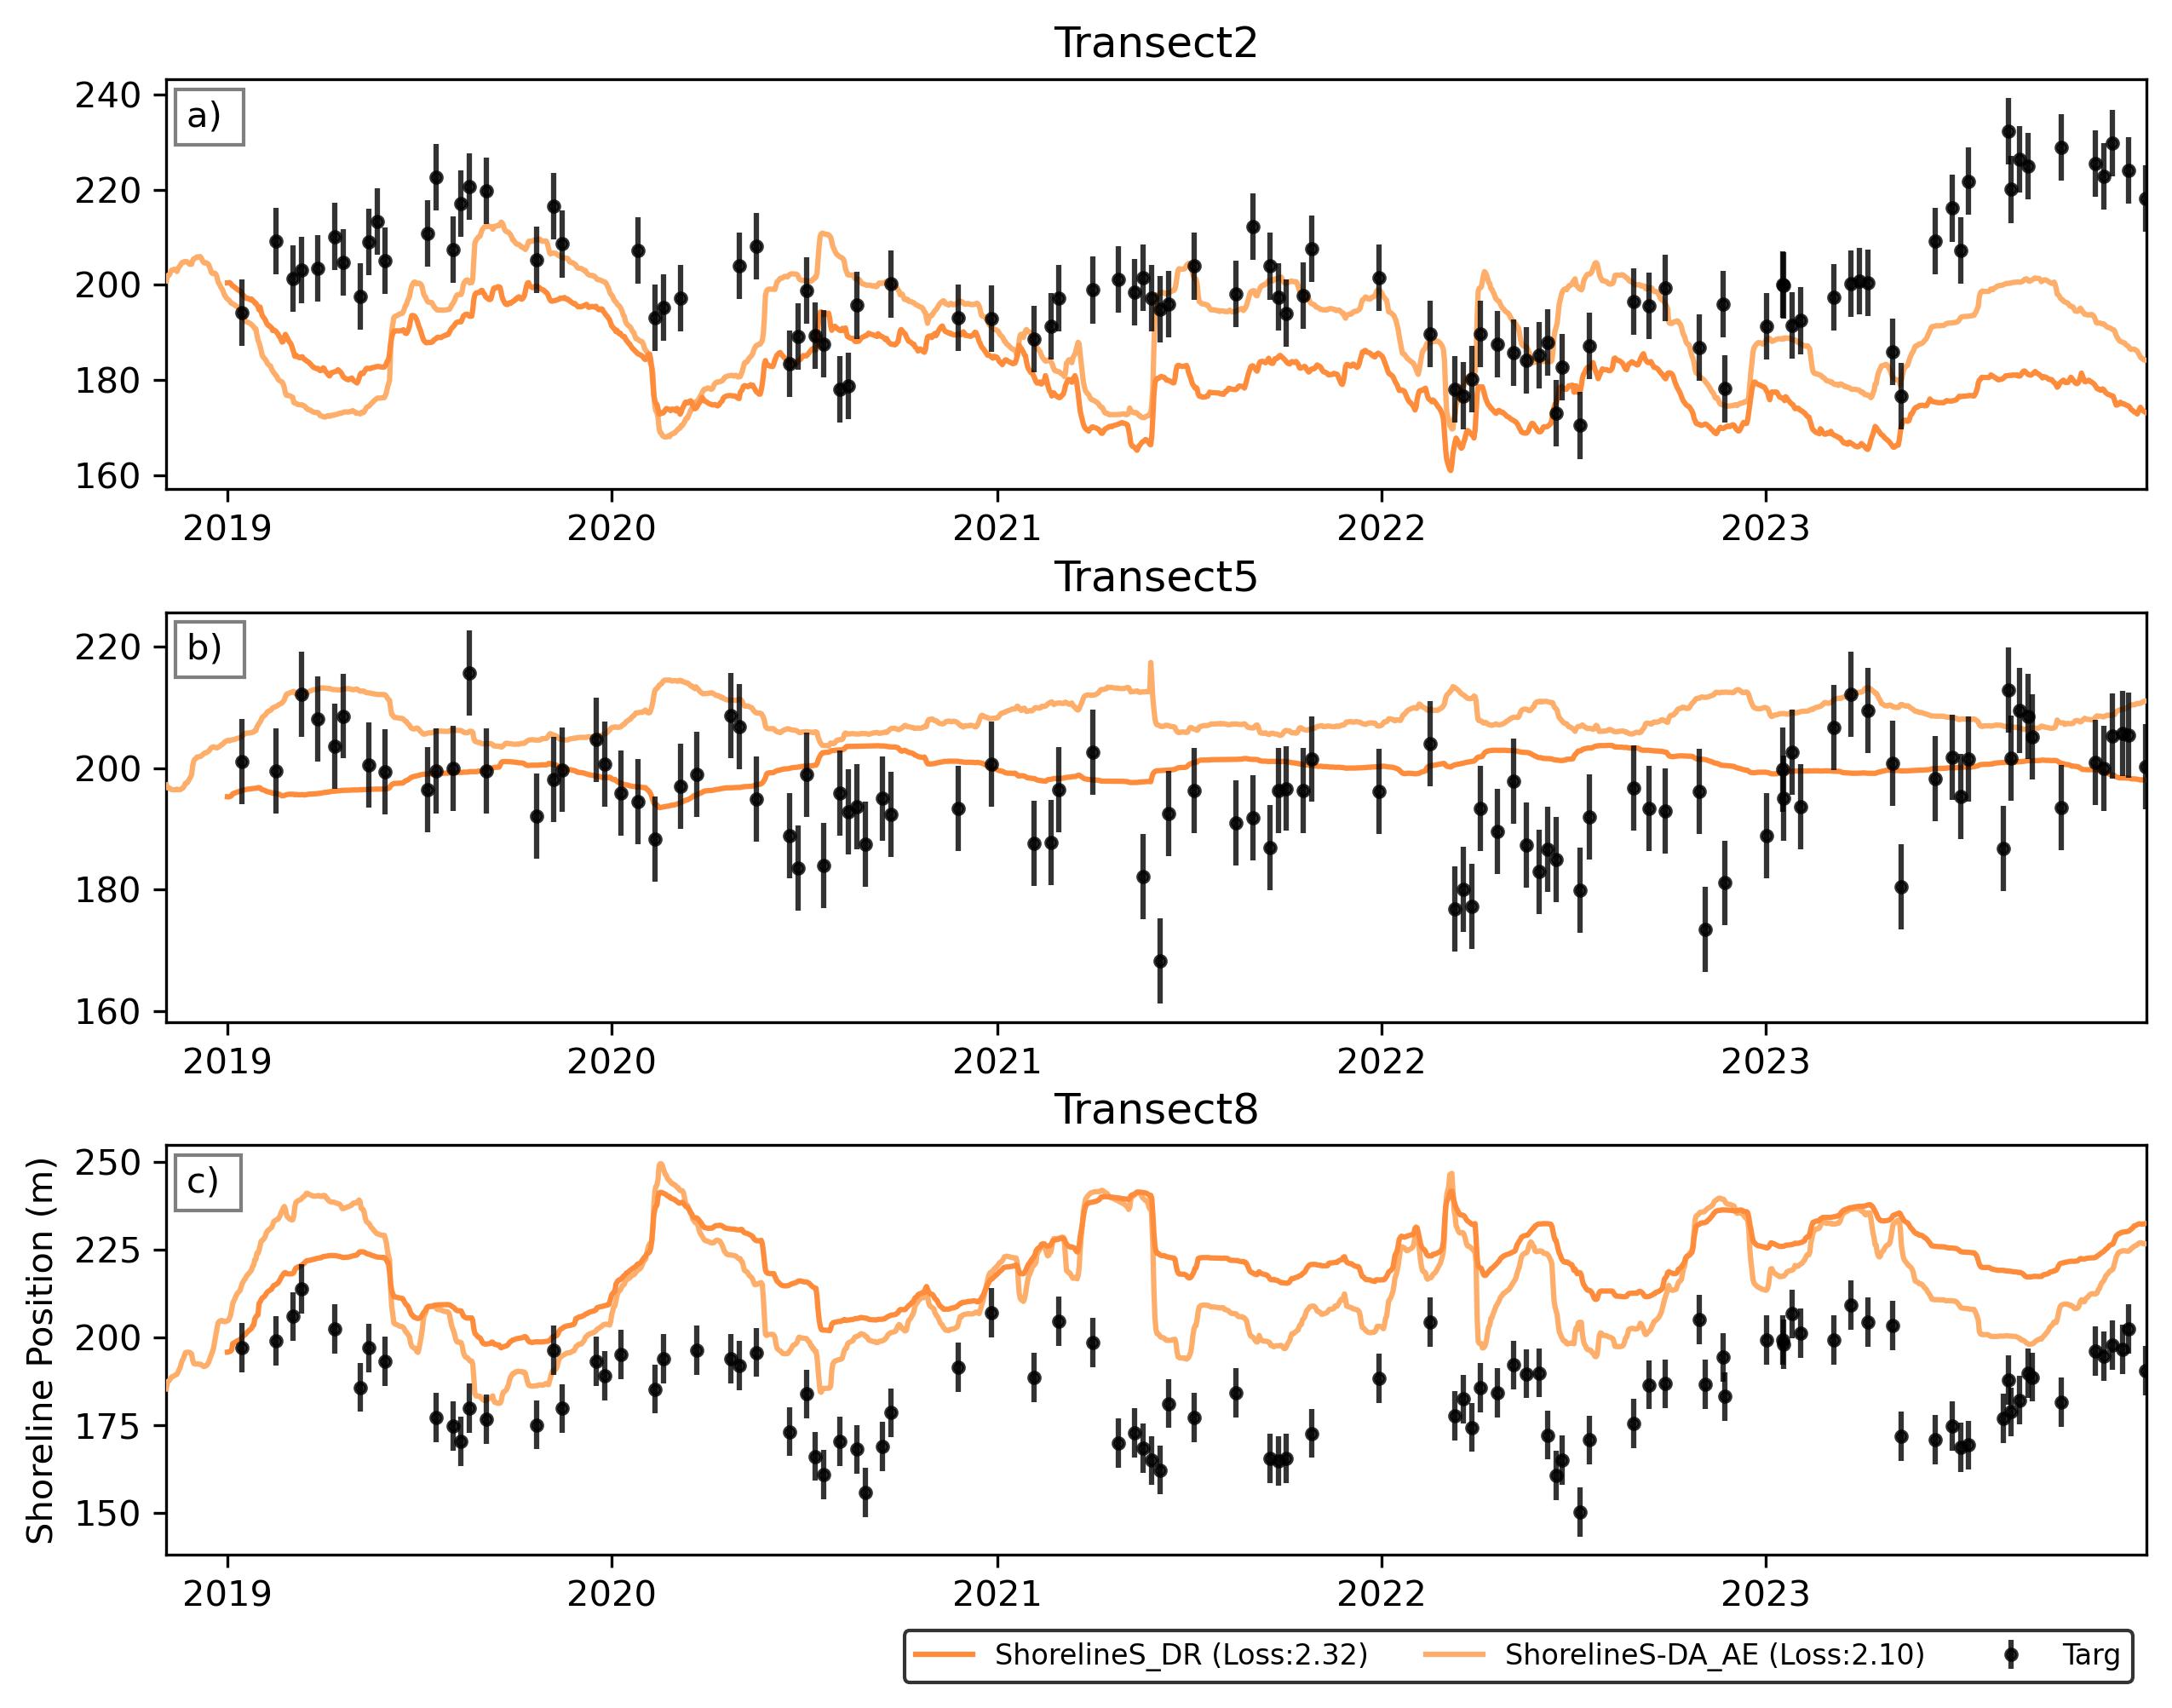 Transect2
a)
240
220
200
180
160
2019 2020 2021 2022 2023
Transect5
b)
220
200
180
160
2019 2020 2021 2022 2023
Transect8
c)
Shoreline Position (m)
250
225
200
175
150
2019 2020 2021 2022 2023
ShorelineS_DR (Loss:2.32) ShorelineS-DA_AE (Loss:2.10) Targ